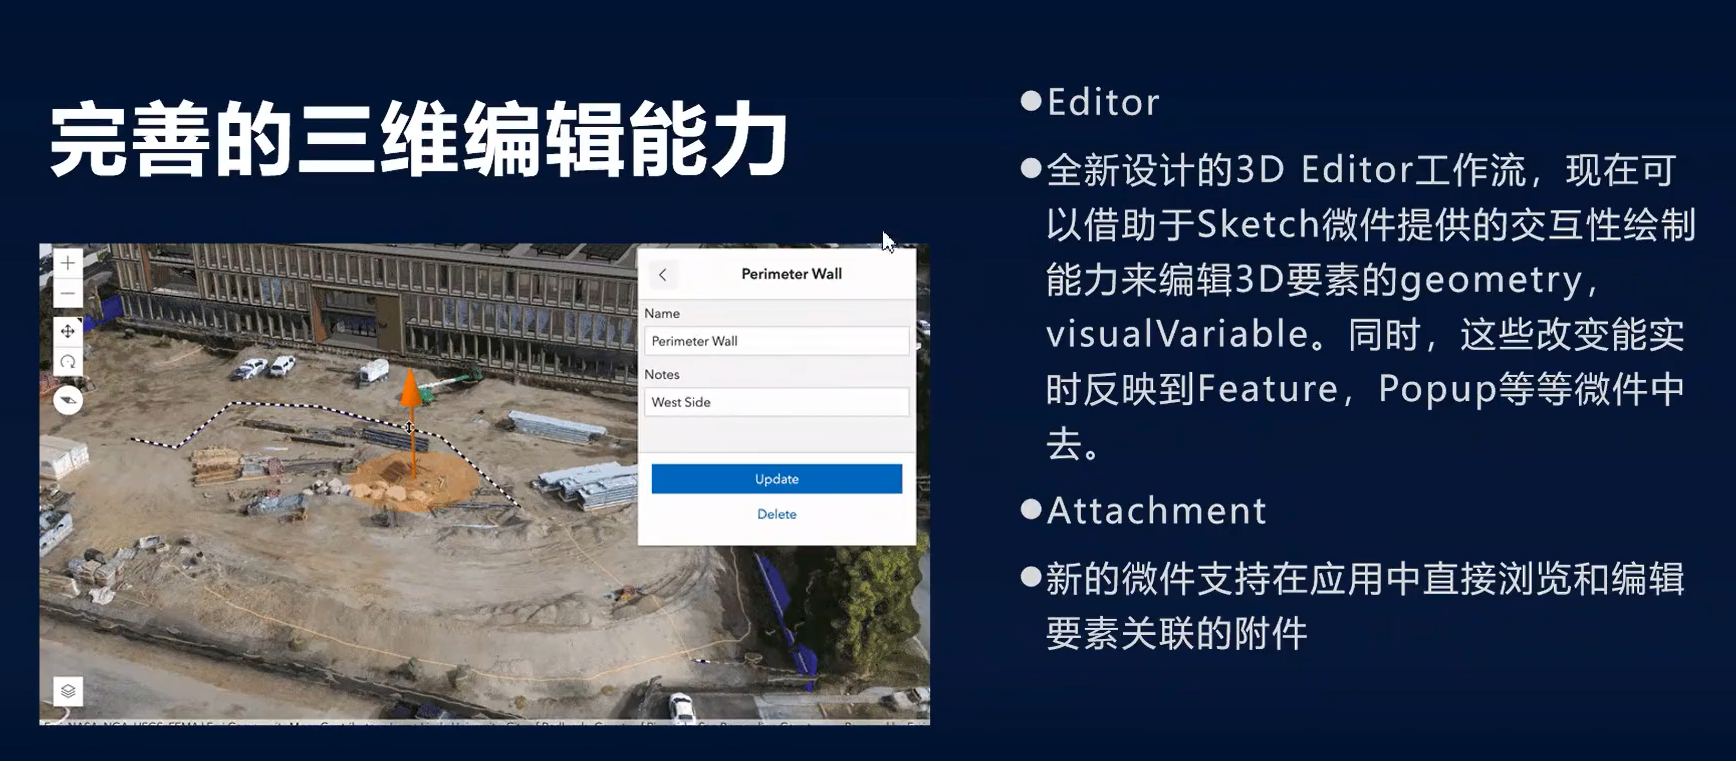 完善的三维编辑能力
Perimeter Wall
Name
Perimeter Wall
Notes
West Side
Update
Delete
●Editor
●全新设计的3D Editor工作流，现在可
以借助于Sketch微件提供的交互性绘制
能力来编辑3D要素的geometry，
visualVariable。同时，这些改变能实
时反映到Feature，Popup等等微件中
去。
●Attachment
●新的微件支持在应用中直接浏览和编辑
要素关联的附件